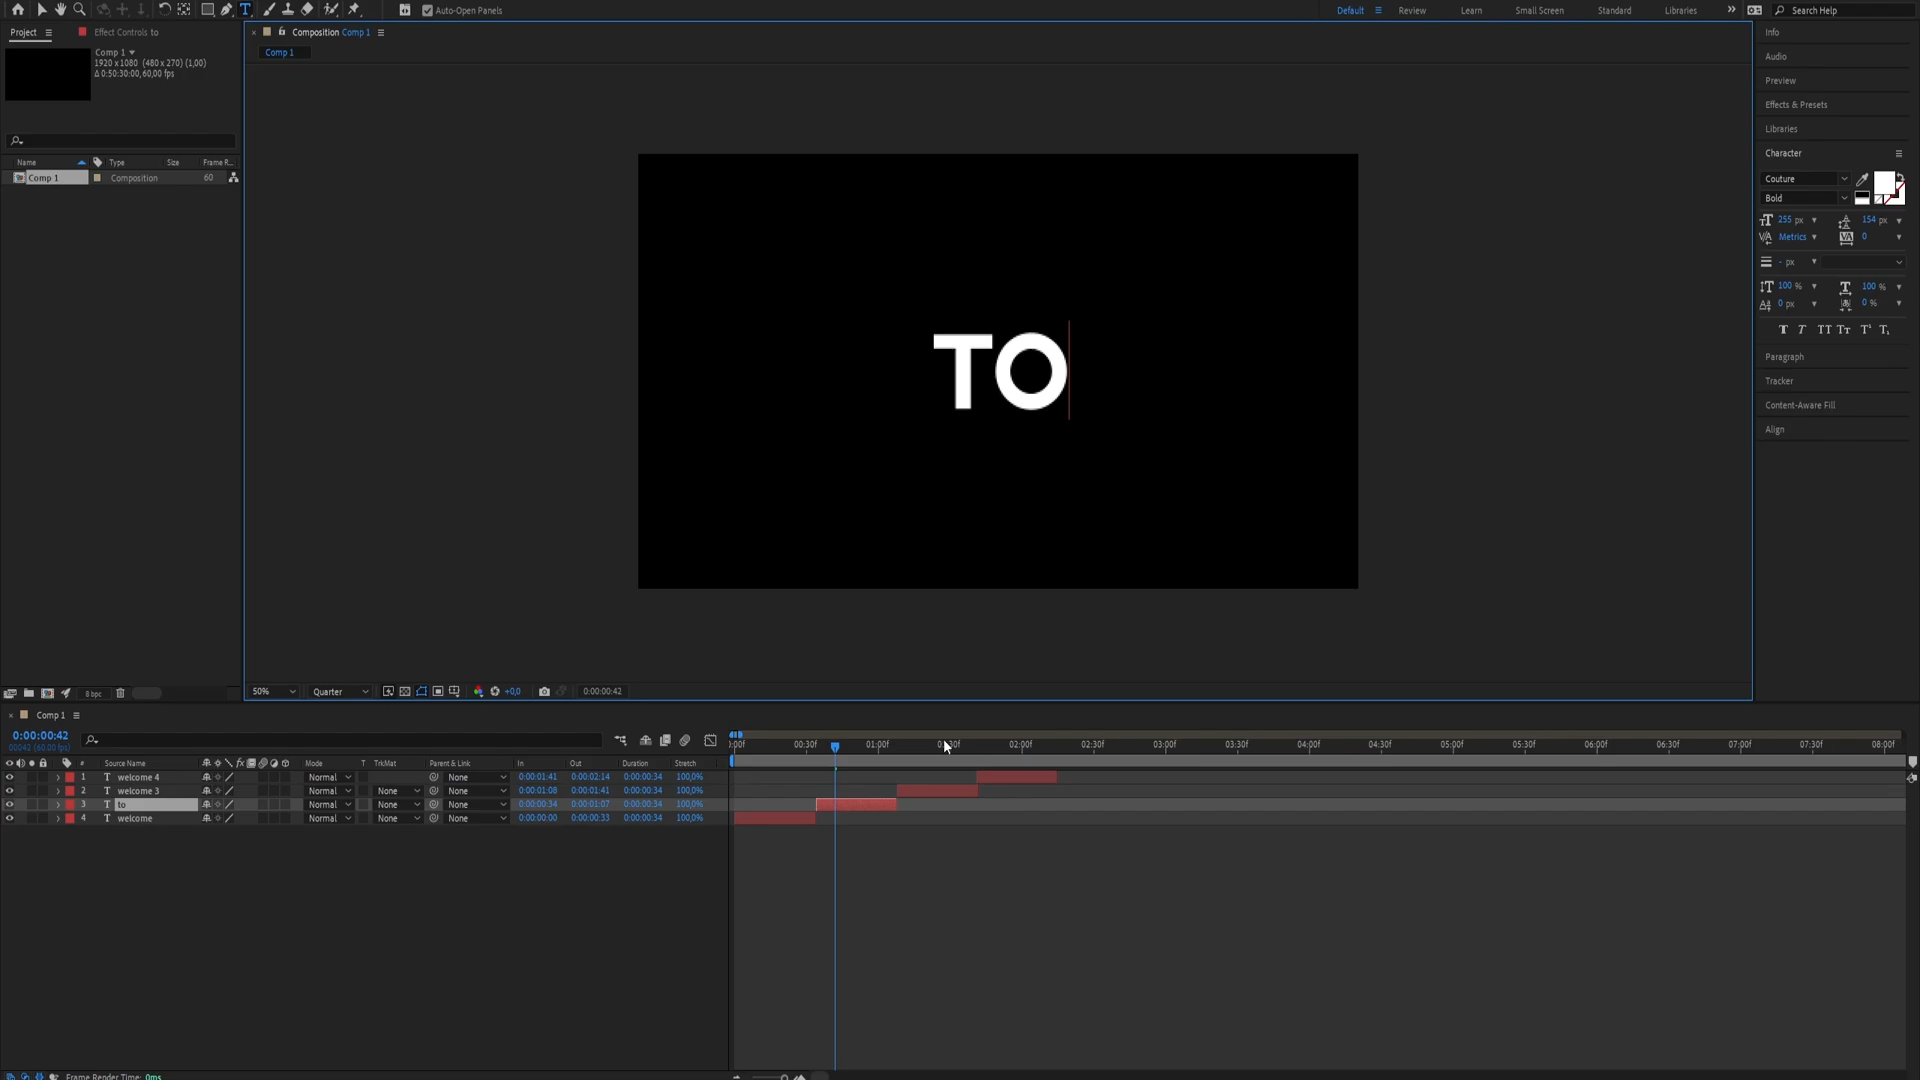 Auto-Open Panels
Default
Review
Learn
Small Screen
Standard
Libraries
Search Help
Project
Effect Controls to
Comp 1
1920 x 1080 (480 x 270) (1,00)
Δ 0:50:30:00, 60,00 fps
Name
Type
Size
Frame R...
Comp 1
Composition
60
8 bpc
Composition Comp 1
Comp 1
TO
50%
Quarter
+0,0
0:00:00:42
Info
Audio
Preview
Effects & Presets
Libraries
Character
Couture
Bold
255 px
154 px
Metrics
0
- px
100 %
100 %
0 px
0 %
Paragraph
Tracker
Content-Aware Fill
Align
Comp 1
0:00:00:42
00042 (60.00 fps)
# Source Name Mode T TrkMat Parent & Link In Out Duration Stretch
1 T welcome 4 Normal None 0:00:01:41 0:00:02:14 0:00:00:34 100,0%
2 T welcome 3 Normal None None 0:00:01:08 0:00:01:41 0:00:00:34 100,0%
3 T to Normal None None 0:00:00:34 0:00:01:07 0:00:00:34 100,0%
4 T welcome Normal None None 0:00:00:00 0:00:00:33 0:00:00:34 100,0%
:00f 00:30f 01:00f 01:30f 02:00f 02:30f 03:00f 03:30f 04:00f 04:30f 05:00f 05:30f 06:00f 06:30f 07:00f 07:30f 08:00f
Frame Render Time: 0ms